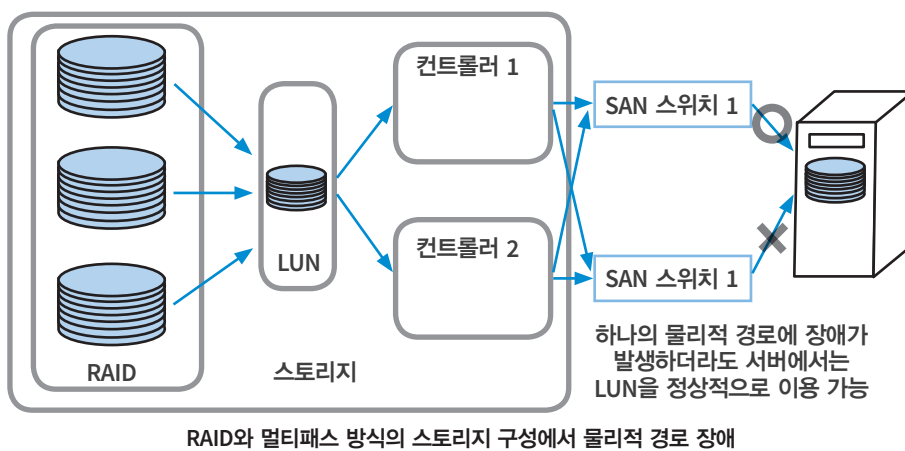 컨트롤러 1
SAN 스위치 1
LUN
컨트롤러 2
SAN 스위치 1
RAID
스토리지
하나의 물리적 경로에 장애가
발생하더라도 서버에서는
LUN을 정상적으로 이용 가능
RAID와 멀티패스 방식의 스토리지 구성에서 물리적 경로 장애